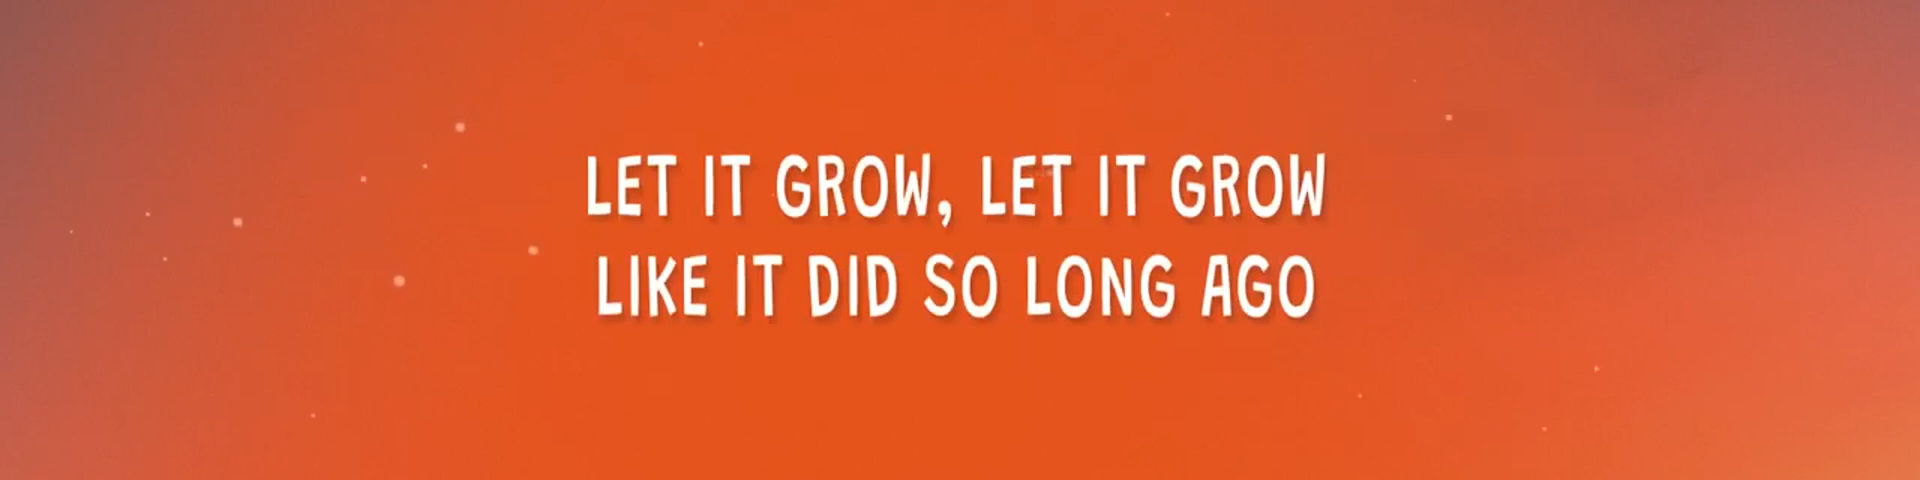 LET IT GROW, LET IT GROW
LIKE IT DID SO LONG AGO